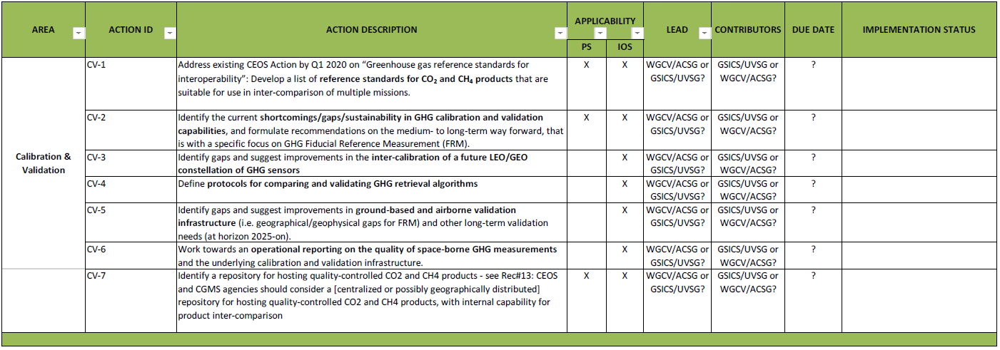 AREA ACTION ID ACTION DESCRIPTION APPLICABILITY LEAD CONTRIBUTORS DUE DATE IMPLEMENTATION STATUS
PS IOS
CV-1 Address existing CEOS Action by Q1 2020 on “Greenhouse gas reference standards for X X WGCV/ACSG or GSICS/UVSG or ?
interoperability”: Develop a list of reference standards for CO₂ and CH₄ products that are GSICS/UVSG? WGCV/ACSG?
suitable for use in inter-comparison of multiple missions.
CV-2 Identify the current shortcomings/gaps/sustainability in GHG calibration and validation X X WGCV/ACSG or GSICS/UVSG or ?
capabilities, and formulate recommendations on the medium- to long-term way forward, that GSICS/UVSG? WGCV/ACSG?
is with a specific focus on GHG Fiducial Reference Measurement (FRM).
Calibration &
Validation
CV-3 Identify gaps and suggest improvements in the inter-calibration of a future LEO/GEO X WGCV/ACSG or GSICS/UVSG or ?
constellation of GHG sensors GSICS/UVSG? WGCV/ACSG?
CV-4 Define protocols for comparing and validating GHG retrieval algorithms X WGCV/ACSG or GSICS/UVSG or ?
GSICS/UVSG? WGCV/ACSG?
CV-5 Identify gaps and suggest improvements in ground-based and airborne validation X WGCV/ACSG or GSICS/UVSG or ?
infrastructure (i.e. geographical/geophysical gaps for FRM) and other long-term validation GSICS/UVSG? WGCV/ACSG?
needs (at horizon 2025-on).
CV-6 Work towards an operational reporting on the quality of space-borne GHG measurements X WGCV/ACSG or GSICS/UVSG or ?
and the underlying calibration and validation infrastructure. GSICS/UVSG? WGCV/ACSG?
CV-7 Identify a repository for hosting quality-controlled CO2 and CH4 products - see Rec#13: CEOS X X WGCV/ACSG or GSICS/UVSG or ?
and CGMS agencies should consider a [centralized or possibly geographically distributed] GSICS/UVSG? WGCV/ACSG?
repository for hosting quality-controlled CO2 and CH4 products, with internal capability for
product inter-comparison